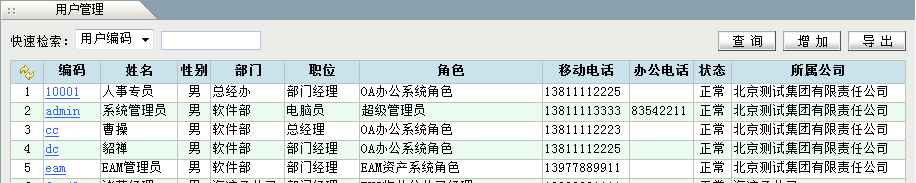 用户管理
快速检索： 用户编码 查 询 增 加 导 出
编码 姓名 性别 部门 职位 角色 移动电话 办公电话 状态 所属公司
1 10001 人事专员 男 总经办 部门经理 OA办公系统角色 13811112225 正常 北京测试集团有限责任公司
2 admin 系统管理员 男 软件部 电脑员 超级管理员 13811113333 83542211 正常 北京测试集团有限责任公司
3 cc 曹操 男 软件部 总经理 OA办公系统角色 13811112223 正常 北京测试集团有限责任公司
4 dc 貂禅 男 软件部 部门经理 OA办公系统角色 13811112225 正常 北京测试集团有限责任公司
5 eam EAM管理员 男 软件部 部门经理 EAM资产系统角色 13977889911 正常 北京测试集团有限责任公司